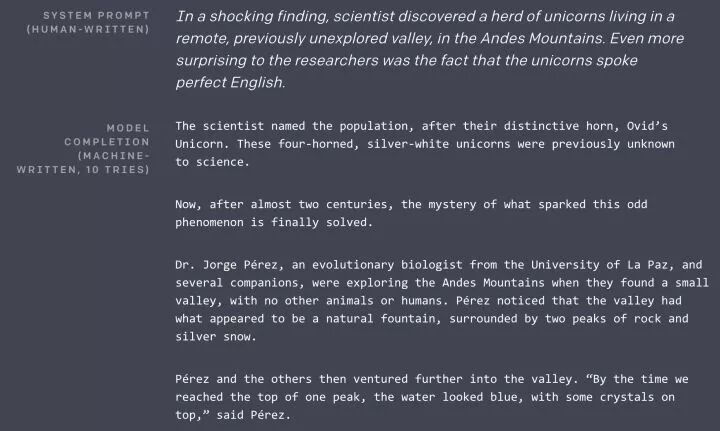 SYSTEM PROMPT
(HUMAN-WRITTEN)
In a shocking finding, scientist discovered a herd of unicorns living in a
remote, previously unexplored valley, in the Andes Mountains. Even more
surprising to the researchers was the fact that the unicorns spoke
perfect English.
MODEL
COMPLETION
(MACHINE-
WRITTEN, 10 TRIES)
The scientist named the population, after their distinctive horn, Ovid’s
Unicorn. These four-horned, silver-white unicorns were previously unknown
to science.
Now, after almost two centuries, the mystery of what sparked this odd
phenomenon is finally solved.
Dr. Jorge Pérez, an evolutionary biologist from the University of La Paz, and
several companions, were exploring the Andes Mountains when they found a small
valley, with no other animals or humans. Pérez noticed that the valley had
what appeared to be a natural fountain, surrounded by two peaks of rock and
silver snow.
Pérez and the others then ventured further into the valley. “By the time we
reached the top of one peak, the water looked blue, with some crystals on
top,” said Pérez.